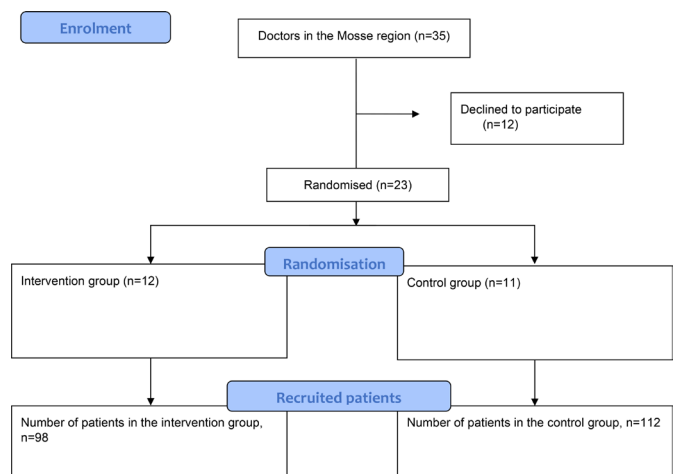 Enrolment
Doctors in the Mosse region (n=35)
Declined to participate
(n=12)
Randomised (n=23)
Randomisation
Intervention group (n=12)
Control group (n=11)
Recruited patients
Number of patients in the intervention group,
n=98
Number of patients in the control group, n=112